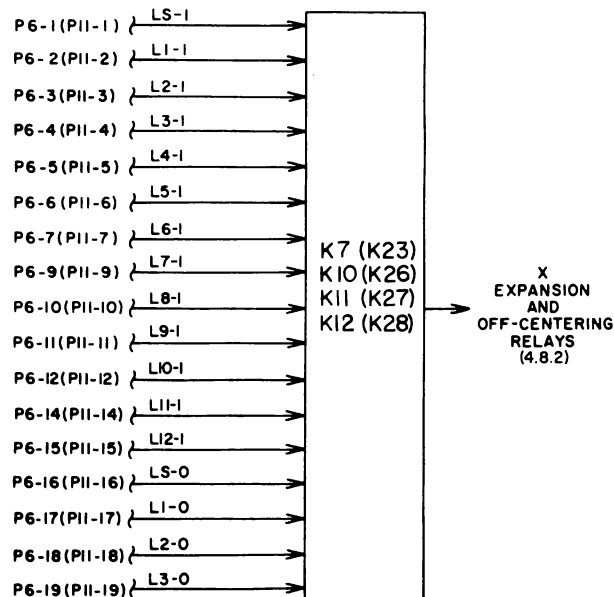 P6-1(P11-1) LS-1
P6-2(P11-2) L1-1
P6-3(P11-3) L2-1
P6-4(P11-4) L3-1
P6-5(P11-5) L4-1
P6-6(P11-6) L5-1
P6-7(P11-7) L6-1
P6-9(P11-9) L7-1
P6-10(P11-10) L8-1
P6-11(P11-11) L9-1
P6-12(P11-12) L10-1
P6-14(P11-14) L11-1
P6-15(P11-15) L12-1
P6-16(P11-16) LS-0
P6-17(P11-17) L1-0
P6-18(P11-18) L2-0
P6-19(P11-19) L3-0
K7 (K23)
K10 (K26)
K11 (K27)
K12 (K28)
X
EXPANSION
AND
OFF-CENTERING
RELAYS
(4.8.2)